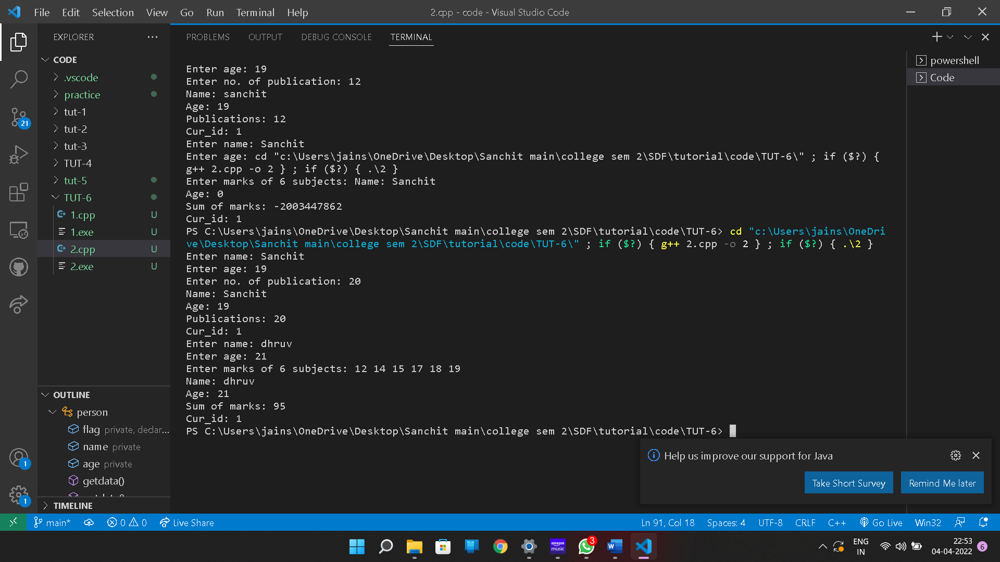 File Edit Selection View Go Run Terminal Help
2.cpp - code - Visual Studio Code
EXPLORER
CODE
.vscode
practice
tut-1
tut-2
tut-3
TUT-4
tut-5
TUT-6
1.cpp U
1.exe U
2.cpp U
2.exe U
21
1
1
OUTLINE
person
flag private, declar...
name private
age private
getdata()
TIMELINE
PROBLEMS OUTPUT DEBUG CONSOLE TERMINAL
Enter age: 19
Enter no. of publication: 12
Name: sanchit
Age: 19
Publications: 12
Cur_id: 1
Enter name: Sanchit
Enter age: cd "c:\Users\jains\OneDrive\Desktop\Sanchit main\college sem 2\SDF\tutorial\code\TUT-6\" ; if ($?) {
g++ 2.cpp -o 2 } ; if ($?) { .\2 }
Enter marks of 6 subjects: Name: Sanchit
Age: 0
Sum of marks: -2003447862
Cur_id: 1
PS C:\Users\jains\OneDrive\Desktop\Sanchit main\college sem 2\SDF\tutorial\code\TUT-6> cd "c:\Users\jains\OneDri
ve\Desktop\Sanchit main\college sem 2\SDF\tutorial\code\TUT-6\" ; if ($?) { g++ 2.cpp -o 2 } ; if ($?) { .\2 }
Enter name: Sanchit
Enter age: 19
Enter no. of publication: 20
Name: Sanchit
Age: 19
Publications: 20
Cur_id: 1
Enter name: dhruv
Enter age: 21
Enter marks of 6 subjects: 12 14 15 17 18 19
Name: dhruv
Age: 21
Sum of marks: 95
Cur_id: 1
PS C:\Users\jains\OneDrive\Desktop\Sanchit main\college sem 2\SDF\tutorial\code\TUT-6>
powershell
Code
Help us improve our support for Java
Take Short Survey Remind Me later
main* 0 0 Live Share Ln 91, Col 18 Spaces: 4 UTF-8 CRLF C++ Go Live Win32
amazon music
3
W
ENG
IN
22:53
04-04-2022
6